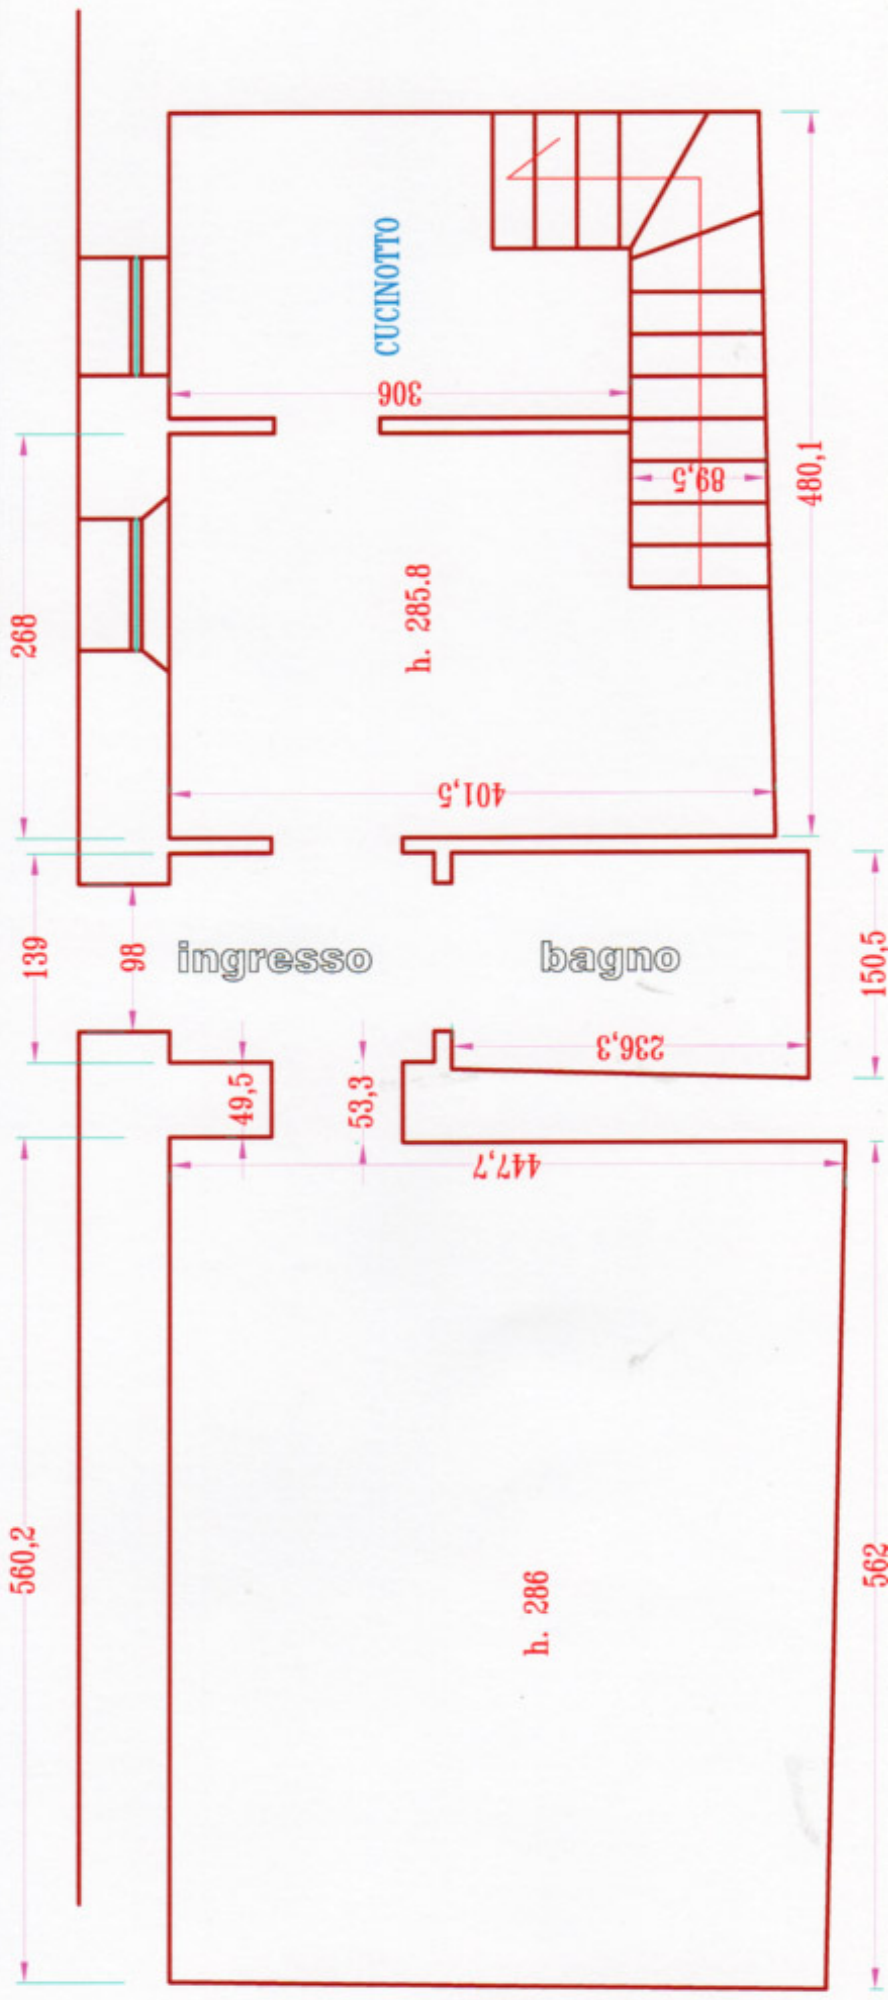 CUCINOTTO
306
268
89,5
480,1
h. 285.8
401,5
139
98
ingresso
bagno
150,5
236,3
49,5
53,3
447,7
560,2
562
h. 286